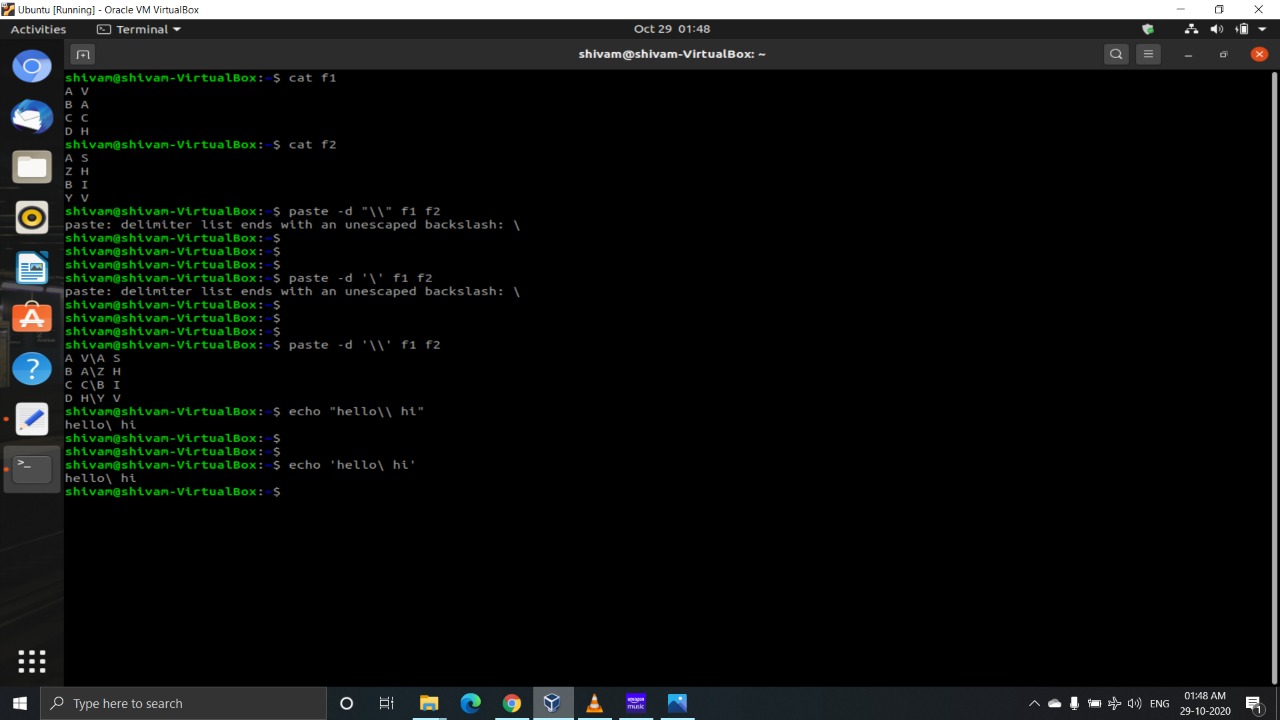 Ubuntu [Running] - Oracle VM VirtualBox
Activities Terminal Oct 29 01:48
shivam@shivam-VirtualBox: ~
shivam@shivam-VirtualBox:~$ cat f1
A V
B A
C C
D H
shivam@shivam-VirtualBox:~$ cat f2
A S
Z H
B I
Y V
shivam@shivam-VirtualBox:~$ paste -d "\\" f1 f2
paste: delimiter list ends with an unescaped backslash: \
shivam@shivam-VirtualBox:~$
shivam@shivam-VirtualBox:~$
shivam@shivam-VirtualBox:~$
shivam@shivam-VirtualBox:~$ paste -d '\' f1 f2
paste: delimiter list ends with an unescaped backslash: \
shivam@shivam-VirtualBox:~$
shivam@shivam-VirtualBox:~$
shivam@shivam-VirtualBox:~$
shivam@shivam-VirtualBox:~$ paste -d '\\' f1 f2
A V\A S
B A\Z H
C C\B I
D H\Y V
shivam@shivam-VirtualBox:~$ echo "hello\\ hi"
hello\ hi
shivam@shivam-VirtualBox:~$
shivam@shivam-VirtualBox:~$
shivam@shivam-VirtualBox:~$ echo 'hello\ hi'
hello\ hi
shivam@shivam-VirtualBox:~$
Type here to search
amazon music
ENG
01:48 AM
29-10-2020
1